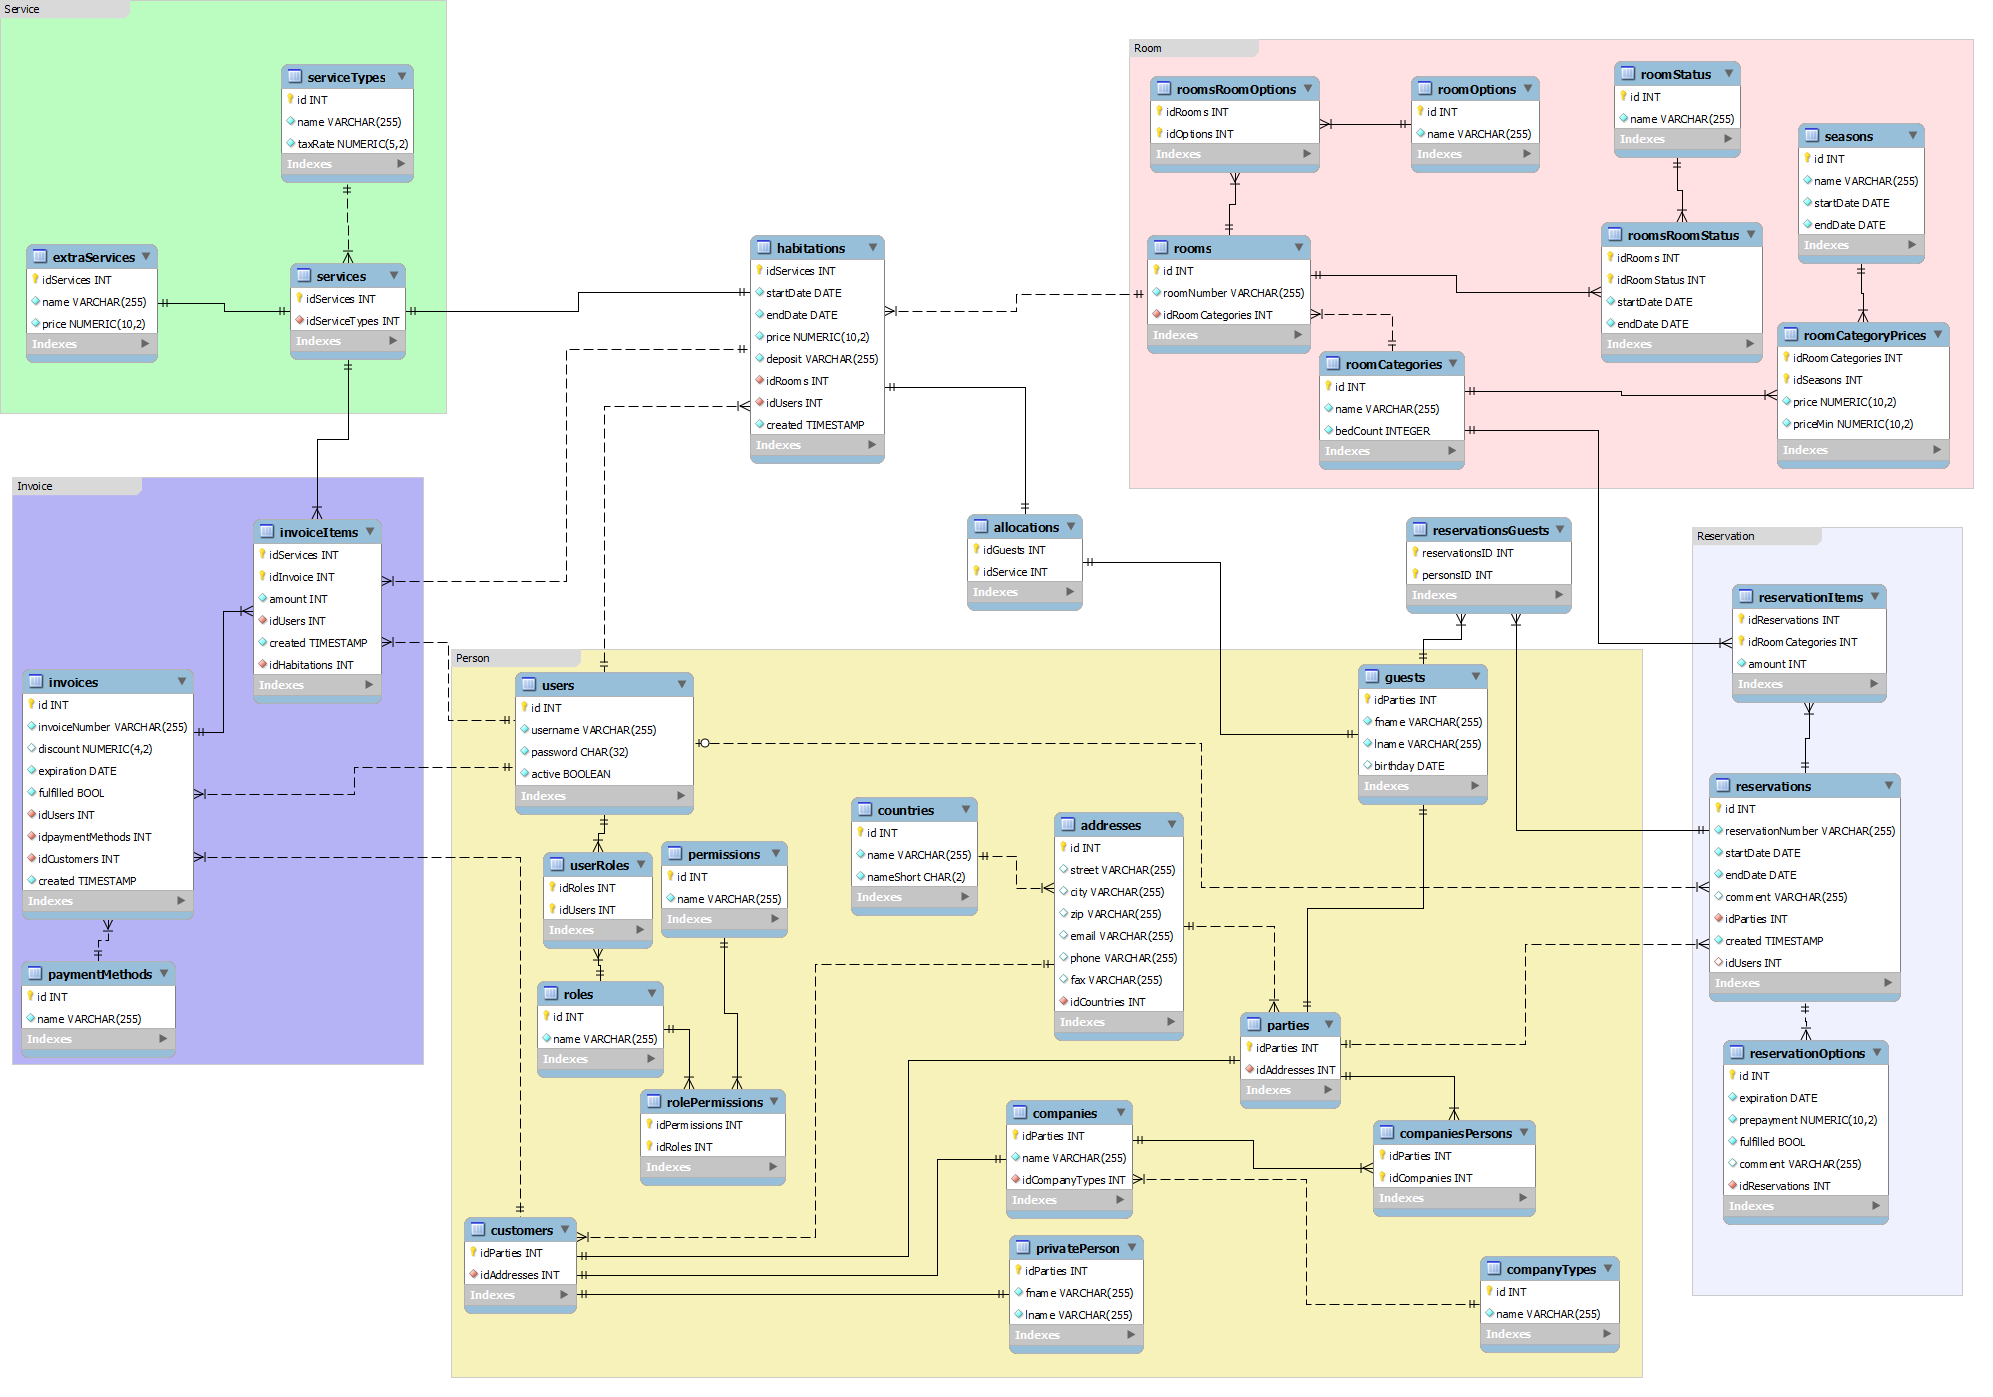 Service
serviceTypes
id INT
name VARCHAR(255)
taxRate NUMERIC(5,2)
Indexes
extraServices
idServices INT
name VARCHAR(255)
price NUMERIC(10,2)
Indexes
services
idServices INT
idServiceTypes INT
Indexes
habitations
idServices INT
startDate DATE
endDate DATE
price NUMERIC(10,2)
deposit VARCHAR(255)
idRooms INT
idUsers INT
created TIMESTAMP
Indexes
Room
roomsRoomOptions
idRooms INT
idOptions INT
Indexes
roomOptions
id INT
name VARCHAR(255)
Indexes
roomStatus
id INT
name VARCHAR(255)
Indexes
seasons
id INT
name VARCHAR(255)
startDate DATE
endDate DATE
Indexes
rooms
id INT
roomNumber VARCHAR(255)
idRoomCategories INT
Indexes
roomsRoomStatus
idRooms INT
idRoomStatus INT
startDate DATE
endDate DATE
Indexes
roomCategories
id INT
name VARCHAR(255)
bedCount INTEGER
Indexes
roomCategoryPrices
idRoomCategories INT
idSeasons INT
price NUMERIC(10,2)
priceMin NUMERIC(10,2)
Indexes
Invoice
invoiceItems
idServices INT
idInvoice INT
amount INT
idUsers INT
created TIMESTAMP
idHabitations INT
Indexes
invoices
id INT
invoiceNumber VARCHAR(255)
discount NUMERIC(4,2)
expiration DATE
fulfilled BOOL
idUsers INT
idpaymentMethods INT
idCustomers INT
created TIMESTAMP
Indexes
paymentMethods
id INT
name VARCHAR(255)
Indexes
allocations
idGuests INT
idService INT
Indexes
reservationsGuests
reservationsID INT
personsID INT
Indexes
Person
users
id INT
username VARCHAR(255)
password CHAR(32)
active BOOLEAN
Indexes
guests
idParties INT
fname VARCHAR(255)
lname VARCHAR(255)
birthday DATE
Indexes
userRoles
idRoles INT
idUsers INT
Indexes
permissions
id INT
name VARCHAR(255)
Indexes
countries
id INT
name VARCHAR(255)
nameShort CHAR(2)
Indexes
addresses
id INT
street VARCHAR(255)
city VARCHAR(255)
zip VARCHAR(255)
email VARCHAR(255)
phone VARCHAR(255)
fax VARCHAR(255)
idCountries INT
Indexes
roles
id INT
name VARCHAR(255)
Indexes
rolePermissions
idPermissions INT
idRoles INT
Indexes
parties
idParties INT
idAddresses INT
Indexes
companies
idParties INT
name VARCHAR(255)
idCompanyTypes INT
Indexes
companiesPersons
idParties INT
idCompanies INT
Indexes
customers
idParties INT
idAddresses INT
Indexes
privatePerson
idParties INT
fname VARCHAR(255)
lname VARCHAR(255)
Indexes
companyTypes
id INT
name VARCHAR(255)
Indexes
Reservation
reservationItems
idReservations INT
idRoomCategories INT
amount INT
Indexes
reservations
id INT
reservationNumber VARCHAR(255)
startDate DATE
endDate DATE
comment VARCHAR(255)
idParties INT
created TIMESTAMP
idUsers INT
Indexes
reservationOptions
id INT
expiration DATE
prepayment NUMERIC(10,2)
fulfilled BOOL
comment VARCHAR(255)
idReservations INT
Indexes